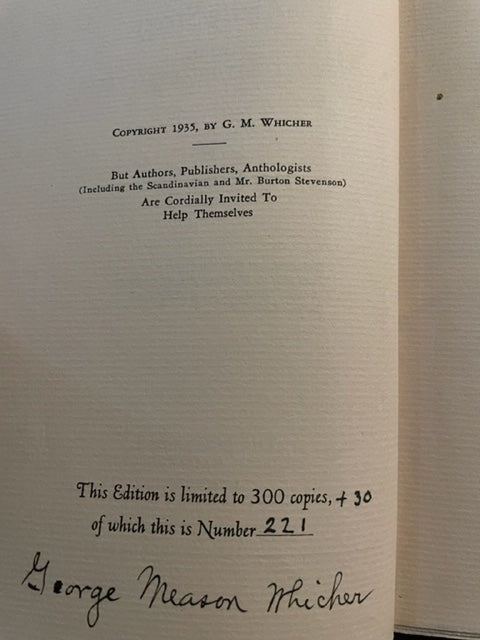 Copyright 1935, by G. M. Whicher
But Authors, Publishers, Anthologists
(Including the Scandinavian and Mr. Burton Stevenson)
Are Cordially Invited To
Help Themselves
This Edition is limited to 300 copies, + 30
of which this is Number 221
George Meason Whicher